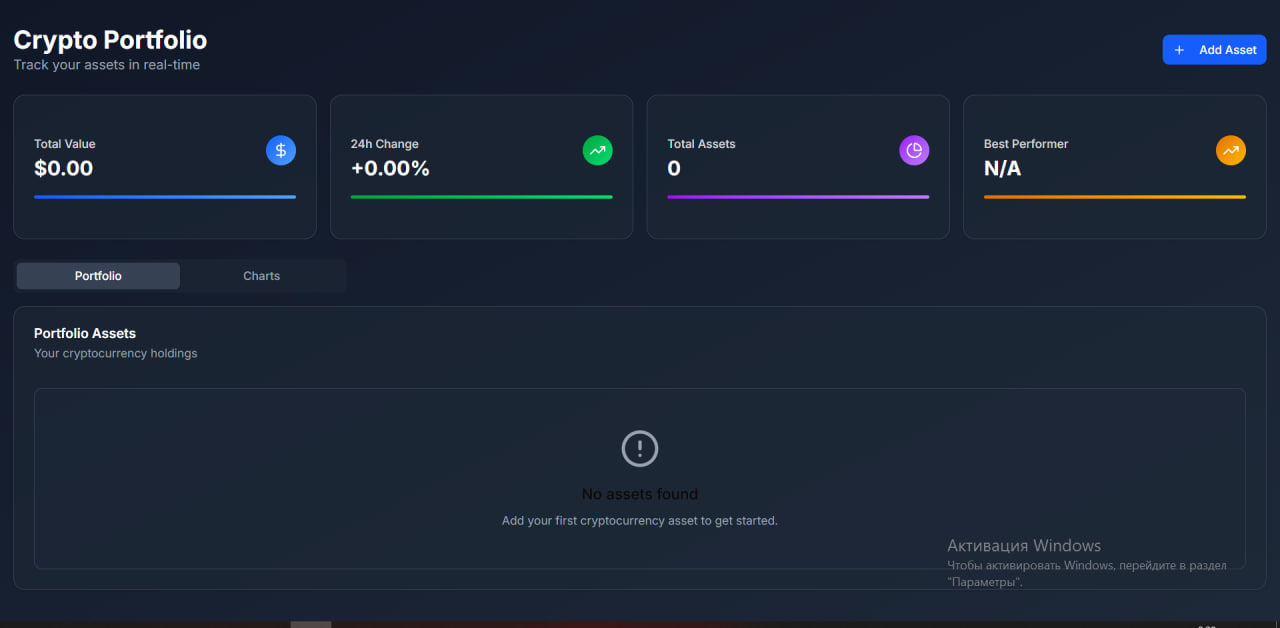 Crypto Portfolio
Track your assets in real-time
+ Add Asset
Total Value
$0.00
24h Change
+0.00%
Total Assets
0
Best Performer
N/A
Portfolio
Charts
Portfolio Assets
Your cryptocurrency holdings
No assets found
Add your first cryptocurrency asset to get started.
Активация Windows
Чтобы активировать Windows, перейдите в раздел
"Параметры".